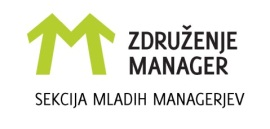 ZDRUŽENJE
MANAGER
SEKCIJA MLADIH MANAGERJEV